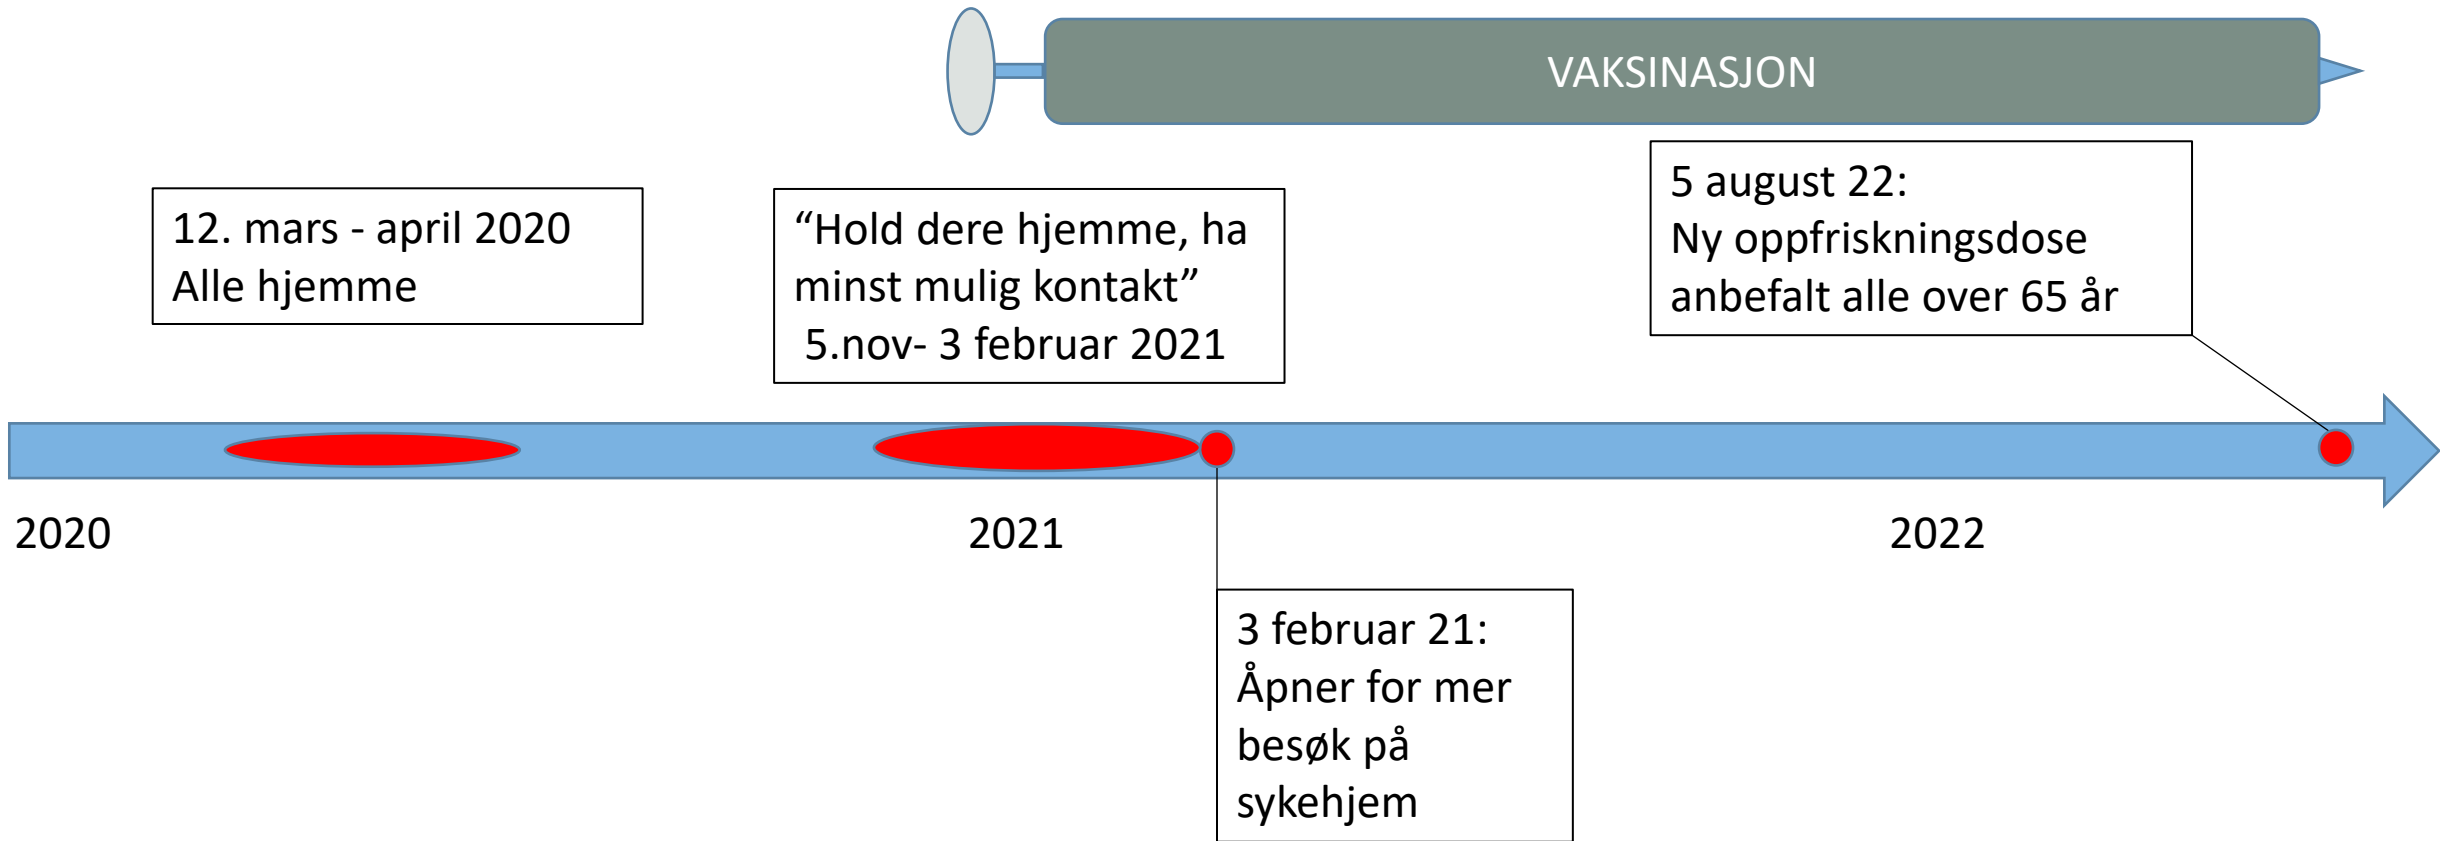 VAKSINASJON
12. mars - april 2020
Alle hjemme
“Hold dere hjemme, ha
minst mulig kontakt”
5.nov- 3 februar 2021
5 august 22:
Ny oppfriskningsdose
anbefalt alle over 65 år
2020
2021
2022
3 februar 21:
Åpner for mer
besøk på
sykehjem